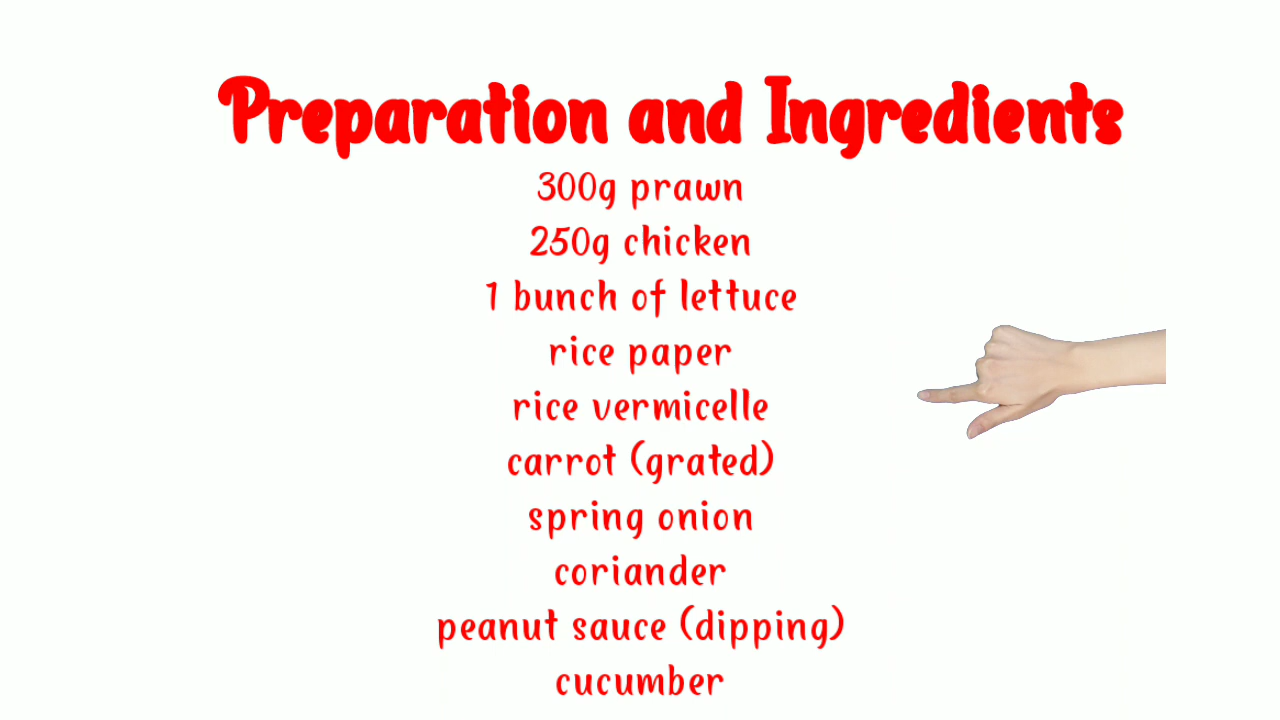 Preparation and Ingredients
300g prawn
250g chicken
1 bunch of lettuce
rice paper
rice vermicelle
carrot (grated)
spring onion
coriander
peanut sauce (dipping)
cucumber